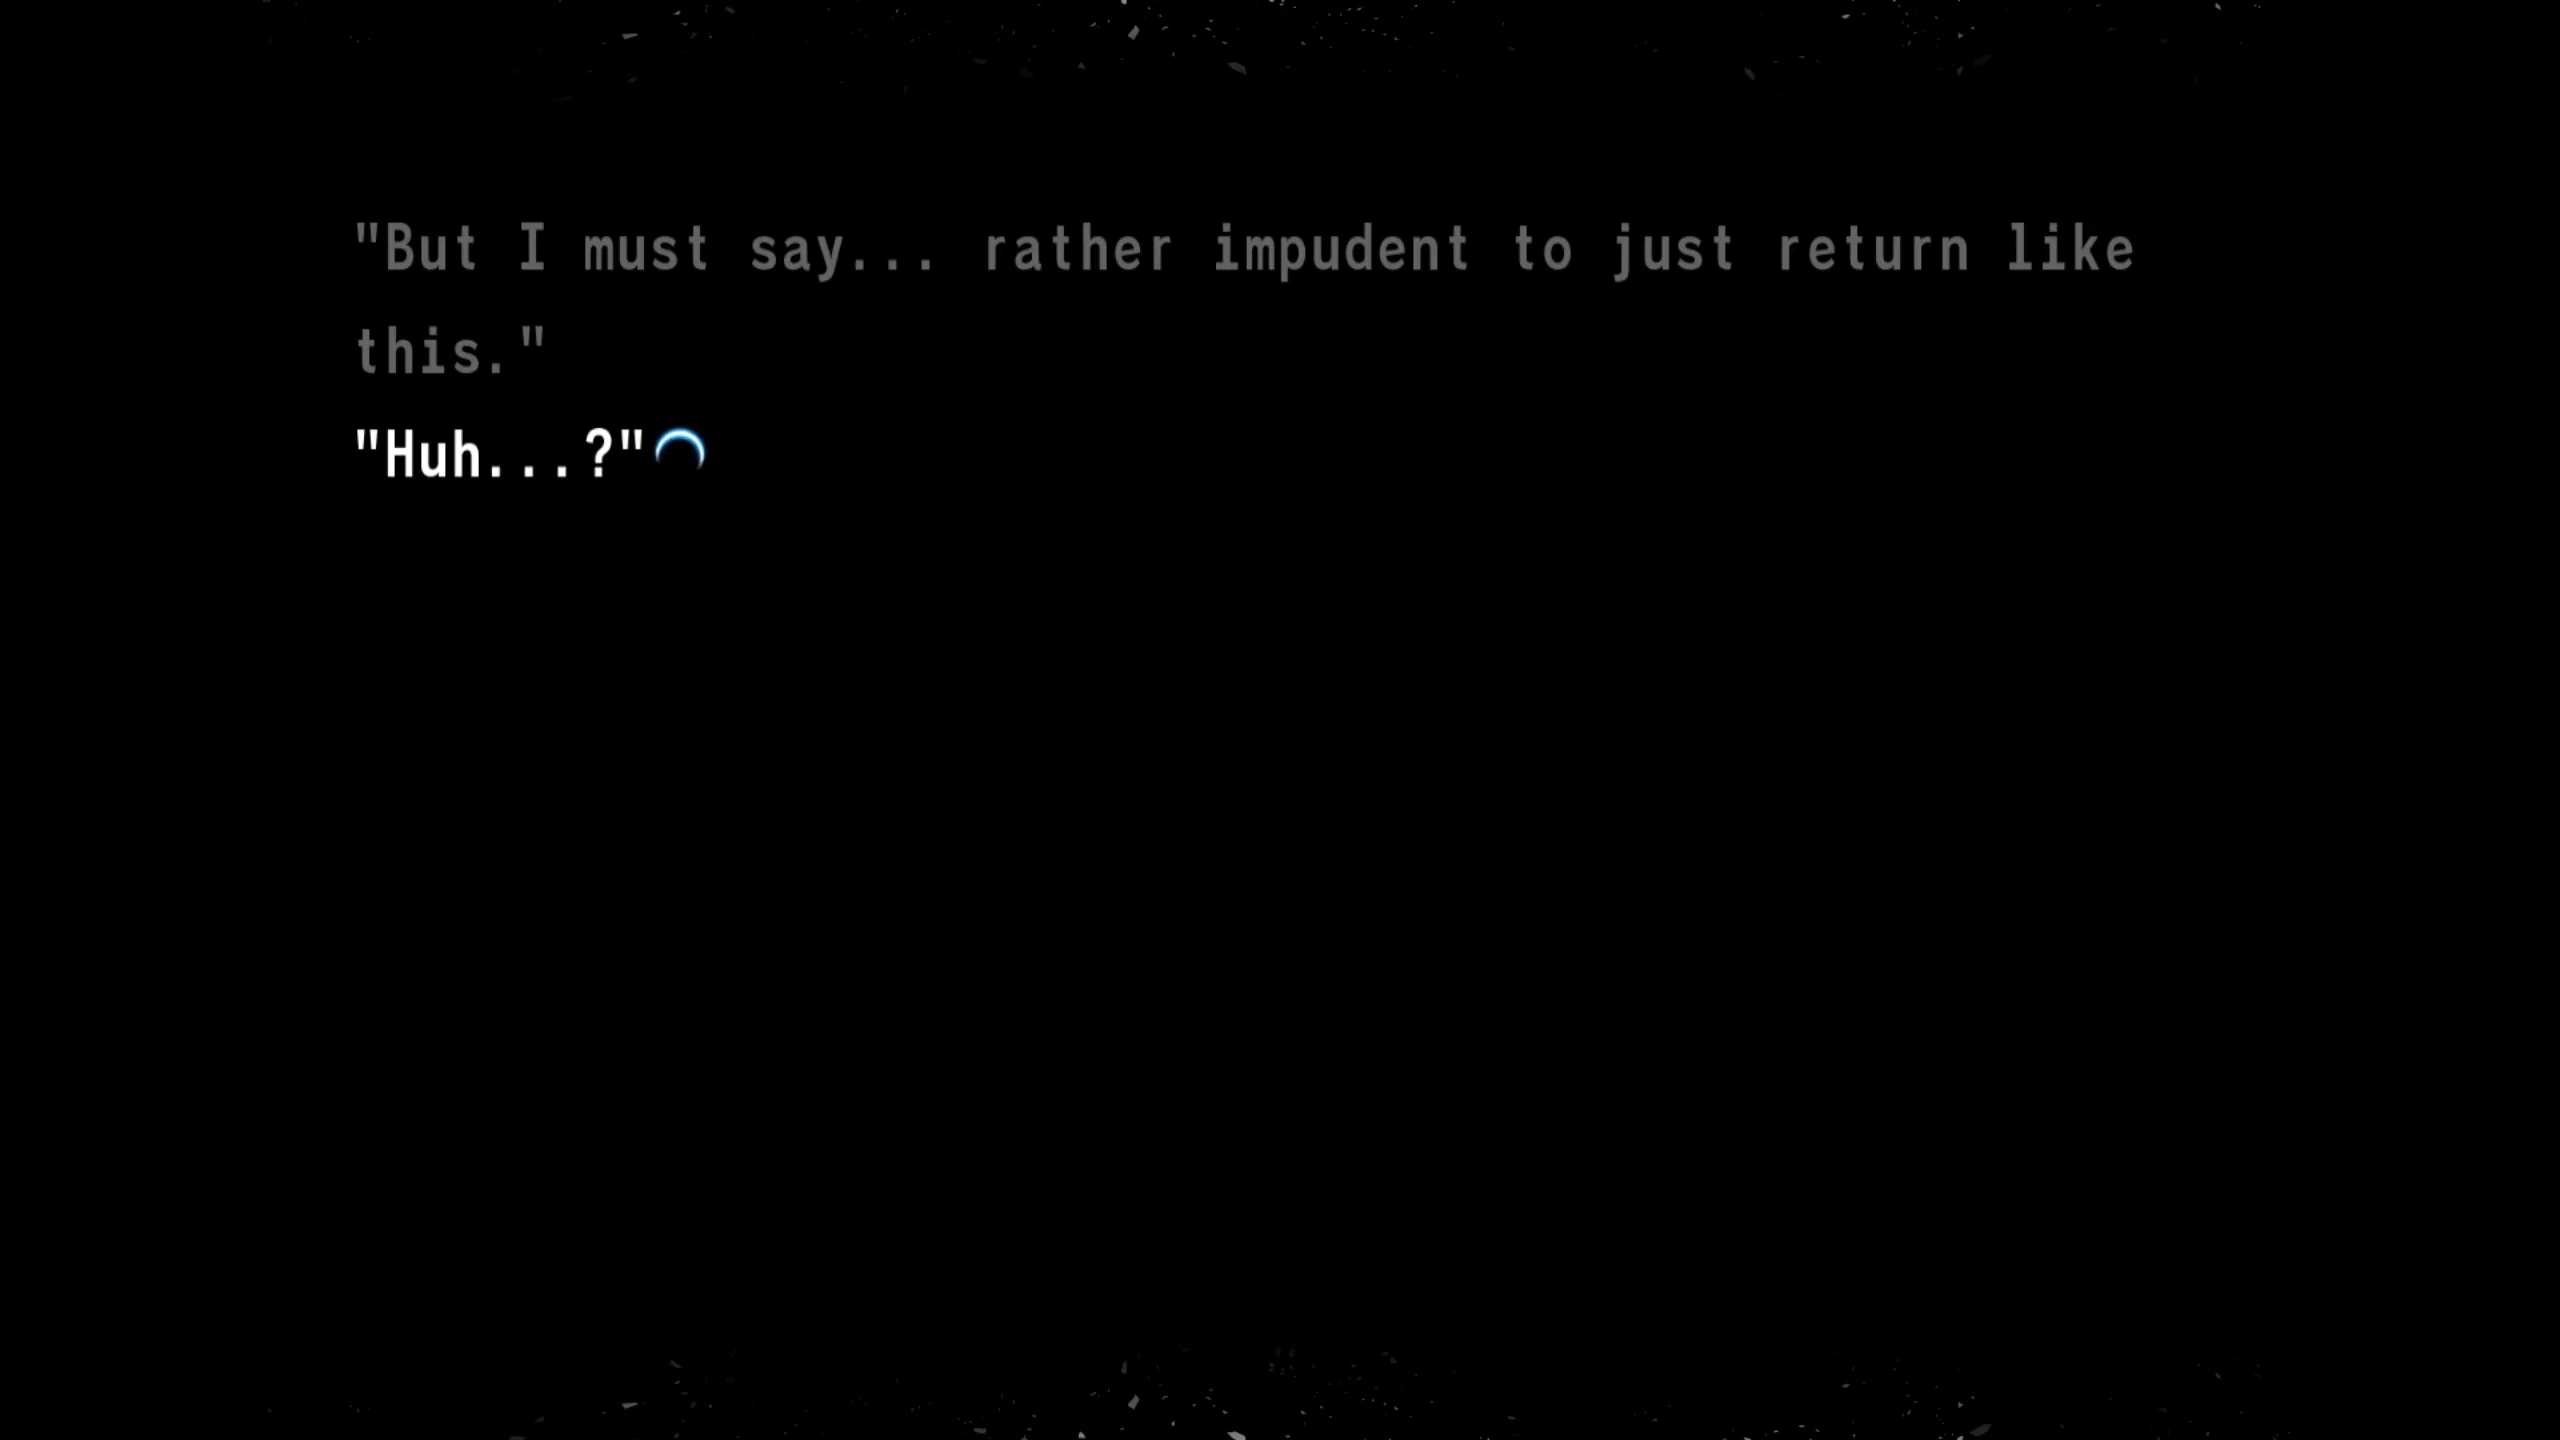 "But I must say... rather impudent to just return like
this."
"Huh...?"